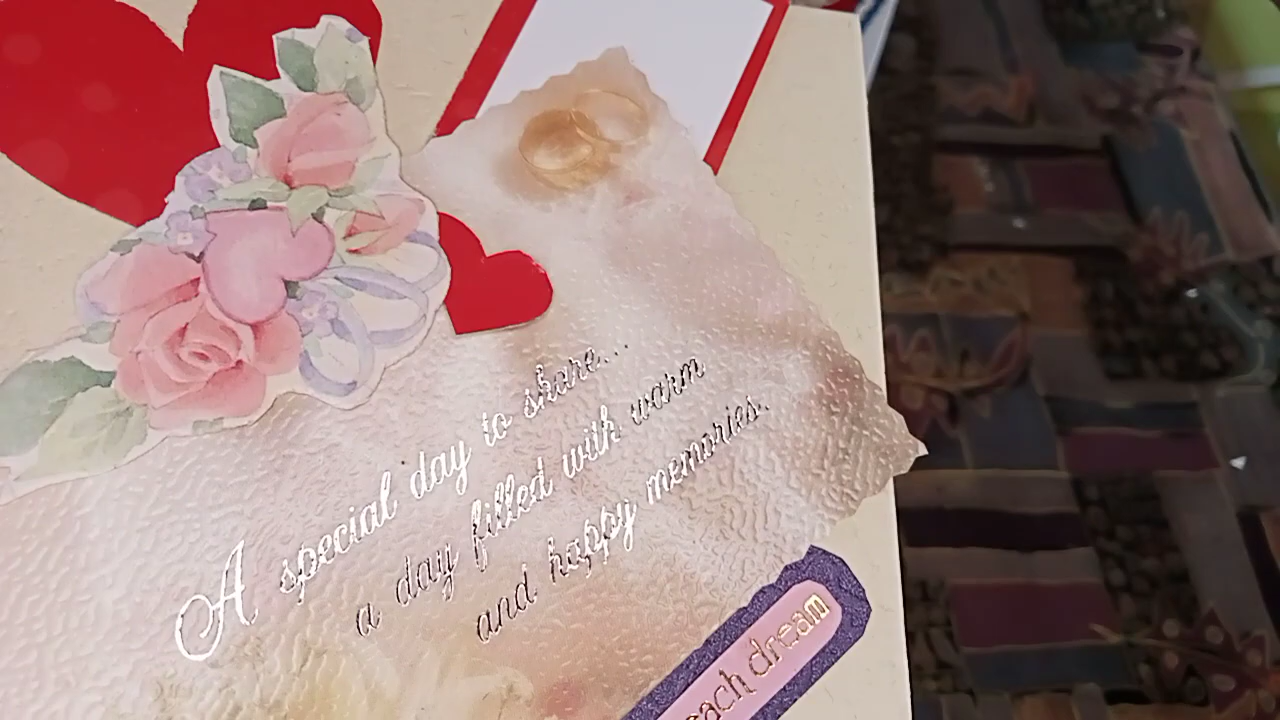 A special day to share...
a day filled with warm
and happy memories.
each dream